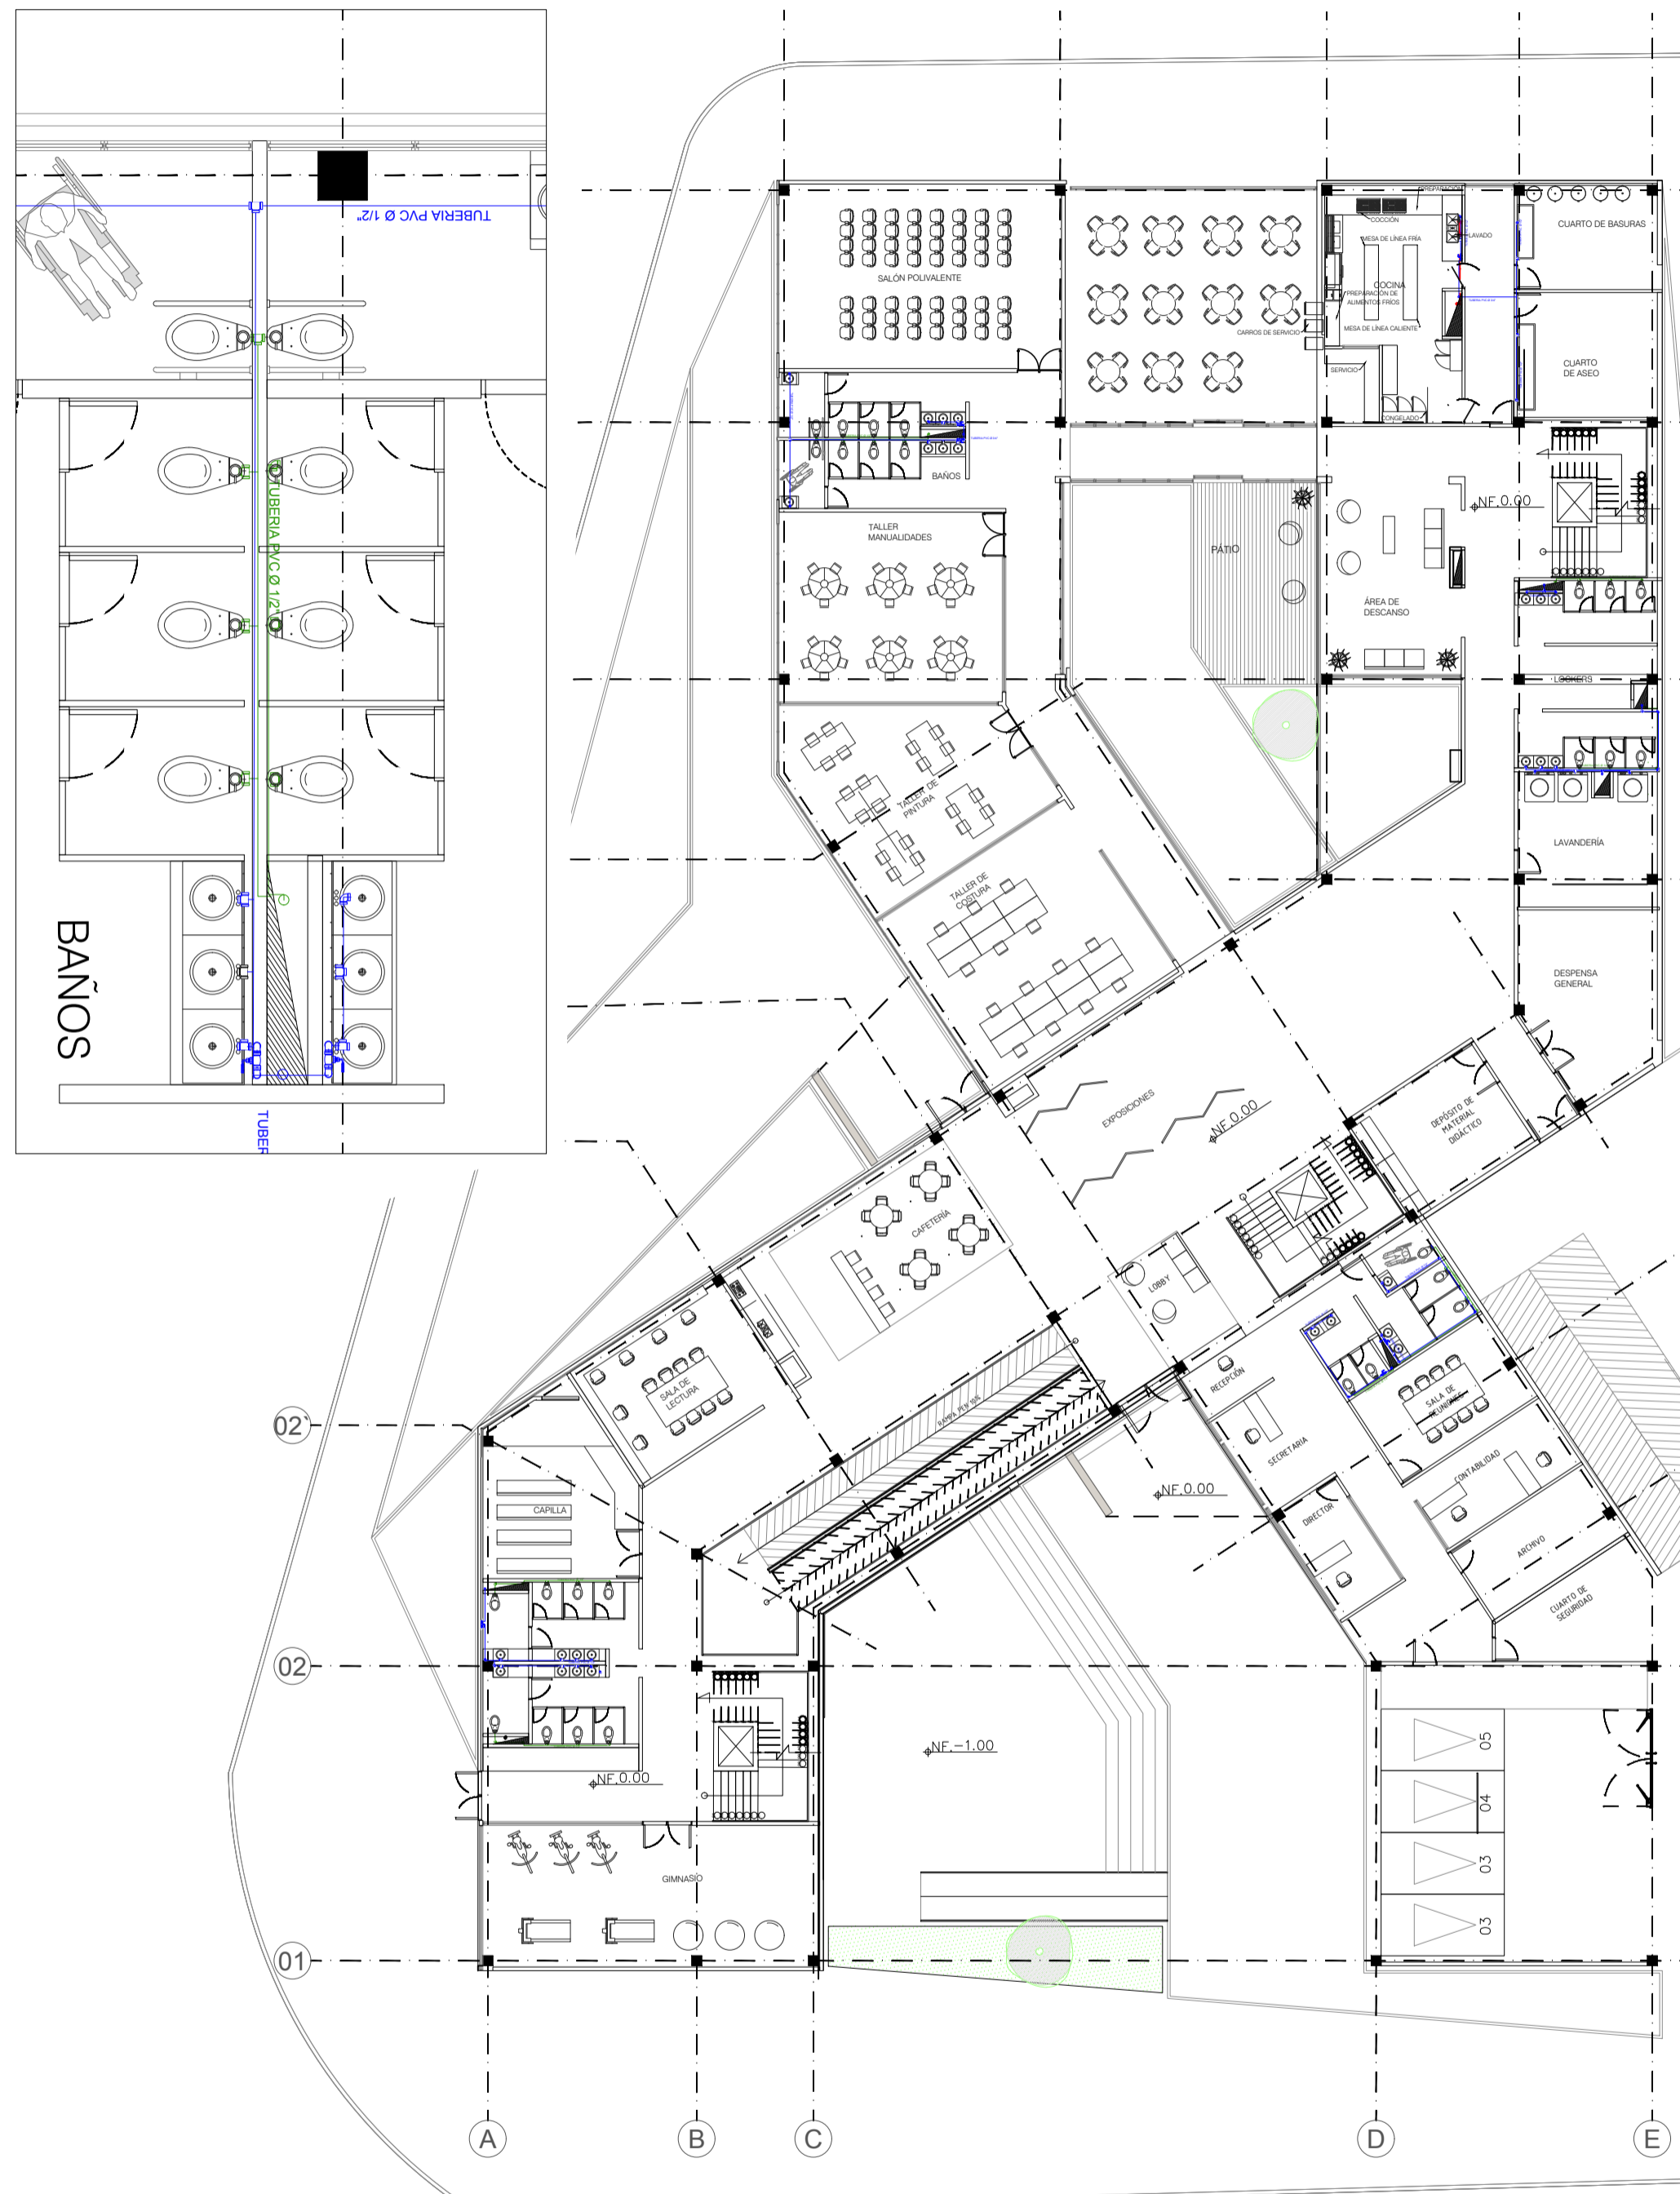 TUBERIA PVC Ø 1/2"
TUBERIA PVC Ø 1/2"
BAÑOS
TUBER
SALÓN POLIVALENTE
PREPARACIÓN
COCCIÓN
LAVADO
MESA DE LÍNEA FRÍA
COCINA
PREPARACIÓN DE
ALIMENTOS FRÍOS
MESA DE LÍNEA CALIENTE
CARROS DE SERVICIO
SERVICIO
CONGELADO
CUARTO DE BASURAS
CUARTO
DE ASEO
BAÑOS
TALLER
MANUALIDADES
PÁTIO
NF.0.00
ÁREA DE
DESCANSO
LOCKERS
TALLER DE
PINTURA
LAVANDERÍA
TALLER DE
COSTURA
DESPENSA
GENERAL
EXPOSICIONES
NF.0.00
DEPÓSITO DE
MATERIAL
DIDÁCTICO
CAFETERÍA
LOBBY
SALA DE
LECTURA
RECEPCIÓN
SALA DE
REUNIONES
RAMPA PEN 10%
SECRETARIA
CONTABILIDAD
NF.0.00
DIRECTOR
ARCHIVO
CUARTO DE
SEGURIDAD
02`
CAPILLA
02
NF.-1.00
NF.0.00
05
04
03
03
GIMNASIO
01
A
B
C
D
E